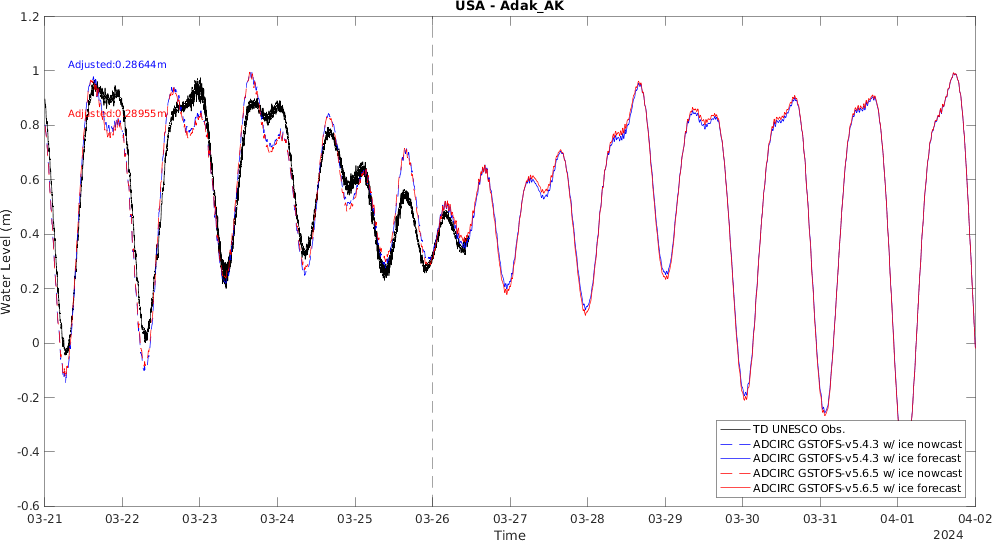 USA - Adak_AK
1.2
1
0.8
0.6
0.4
0.2
0
-0.2
-0.4
-0.6
Water Level (m)
Adjusted:0.28644m
Adjusted:0.28955m
TD UNESCO Obs.
ADCIRC GSTOFS-v5.4.3 w/ ice nowcast
ADCIRC GSTOFS-v5.4.3 w/ ice forecast
ADCIRC GSTOFS-v5.6.5 w/ ice nowcast
ADCIRC GSTOFS-v5.6.5 w/ ice forecast
03-21 03-22 03-23 03-24 03-25 03-26 03-27 03-28 03-29 03-30 03-31 04-01 04-02
Time
2024